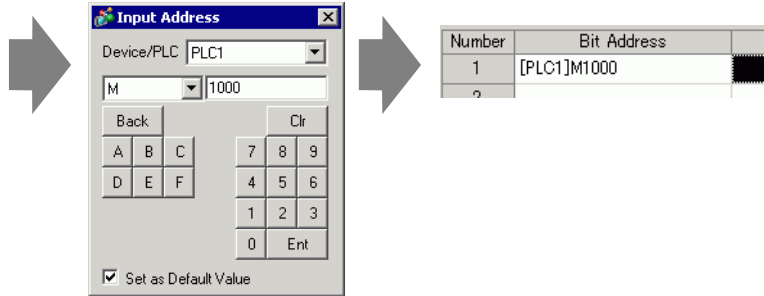 Input Address
Device/PLC PLC1
M 1000
Back Clr
A B C 7 8 9
D E F 4 5 6
1 2 3
0 Ent
Set as Default Value
Number Bit Address
1 [PLC1]M1000
2